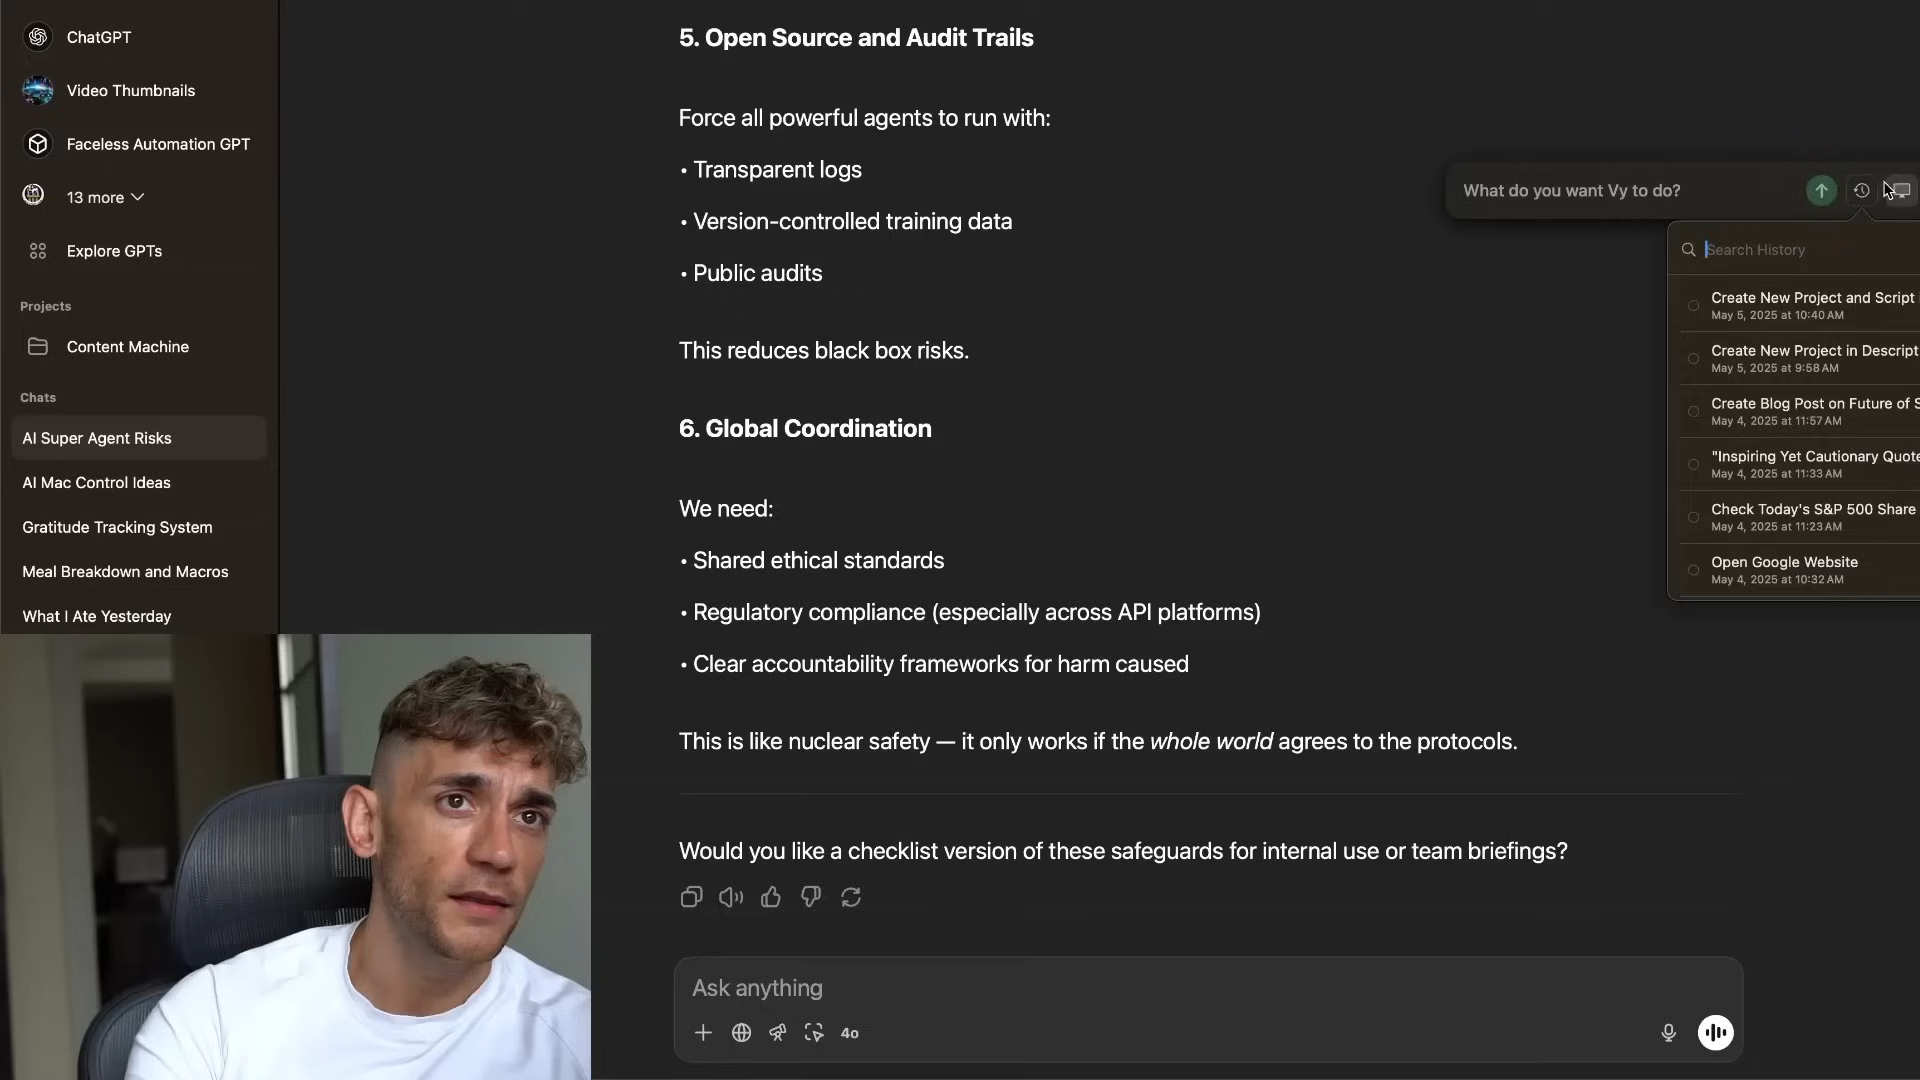 ChatGPT
Video Thumbnails
Faceless Automation GPT
13 more
Explore GPTs
Projects
Content Machine
Chats
AI Super Agent Risks
AI Mac Control Ideas
Gratitude Tracking System
Meal Breakdown and Macros
What I Ate Yesterday
5. Open Source and Audit Trails
Force all powerful agents to run with:
• Transparent logs
• Version-controlled training data
• Public audits
This reduces black box risks.
6. Global Coordination
We need:
• Shared ethical standards
• Regulatory compliance (especially across API platforms)
• Clear accountability frameworks for harm caused
This is like nuclear safety — it only works if the whole world agrees to the protocols.
Would you like a checklist version of these safeguards for internal use or team briefings?
Ask anything
4o
What do you want Vy to do?
Search History
Create New Project and Script
May 5, 2025 at 10:40 AM
Create New Project in Descript
May 5, 2025 at 9:58 AM
Create Blog Post on Future of S
May 4, 2025 at 11:57 AM
"Inspiring Yet Cautionary Quote
May 4, 2025 at 11:33 AM
Check Today's S&P 500 Share
May 4, 2025 at 11:23 AM
Open Google Website
May 4, 2025 at 10:32 AM